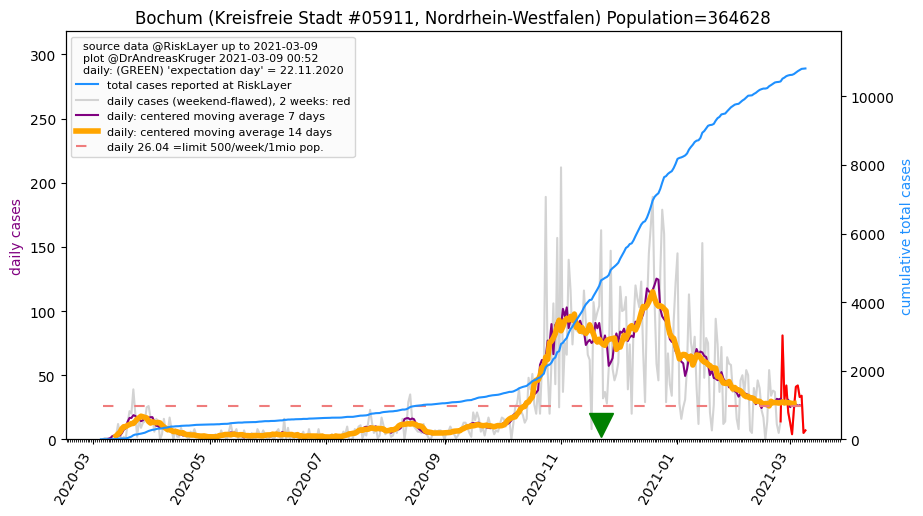 Bochum (Kreisfreie Stadt #05911, Nordrhein-Westfalen) Population=364628
source data @RiskLayer up to 2021-03-09
plot @DrAndreasKruger 2021-03-09 00:52
daily: (GREEN) 'expectation day' = 22.11.2020
total cases reported at RiskLayer
daily cases (weekend-flawed), 2 weeks: red
daily: centered moving average 7 days
daily: centered moving average 14 days
daily 26.04 =limit 500/week/1mio pop.
daily cases
300
250
200
150
100
50
0
cumulative total cases
10000
8000
6000
4000
2000
0
2020-03
2020-05
2020-07
2020-09
2020-11
2021-01
2021-03